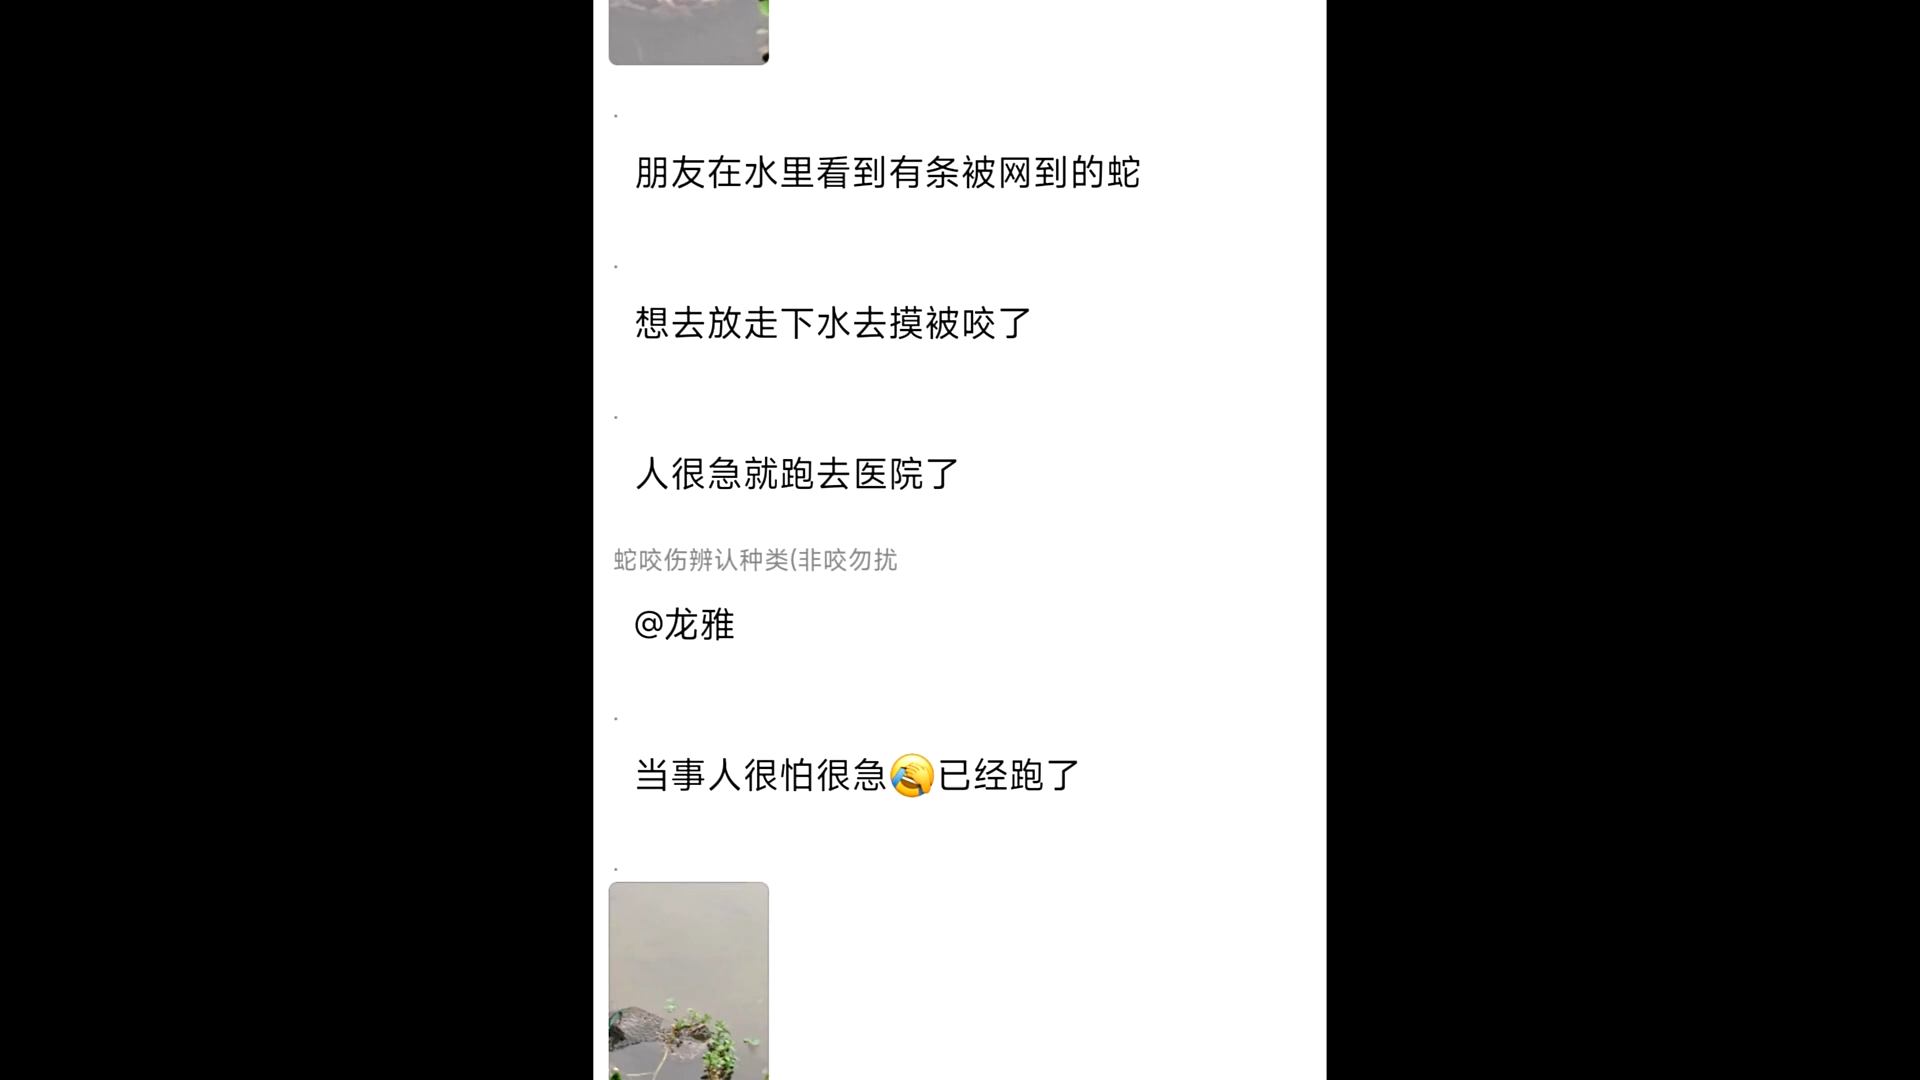 朋友在水里看到有条被网到的蛇
想去放走下水去摸被咬了
人很急就跑去医院了
蛇咬伤辨认种类(非咬勿扰
@龙雅
当事人很怕很急🤣已经跑了